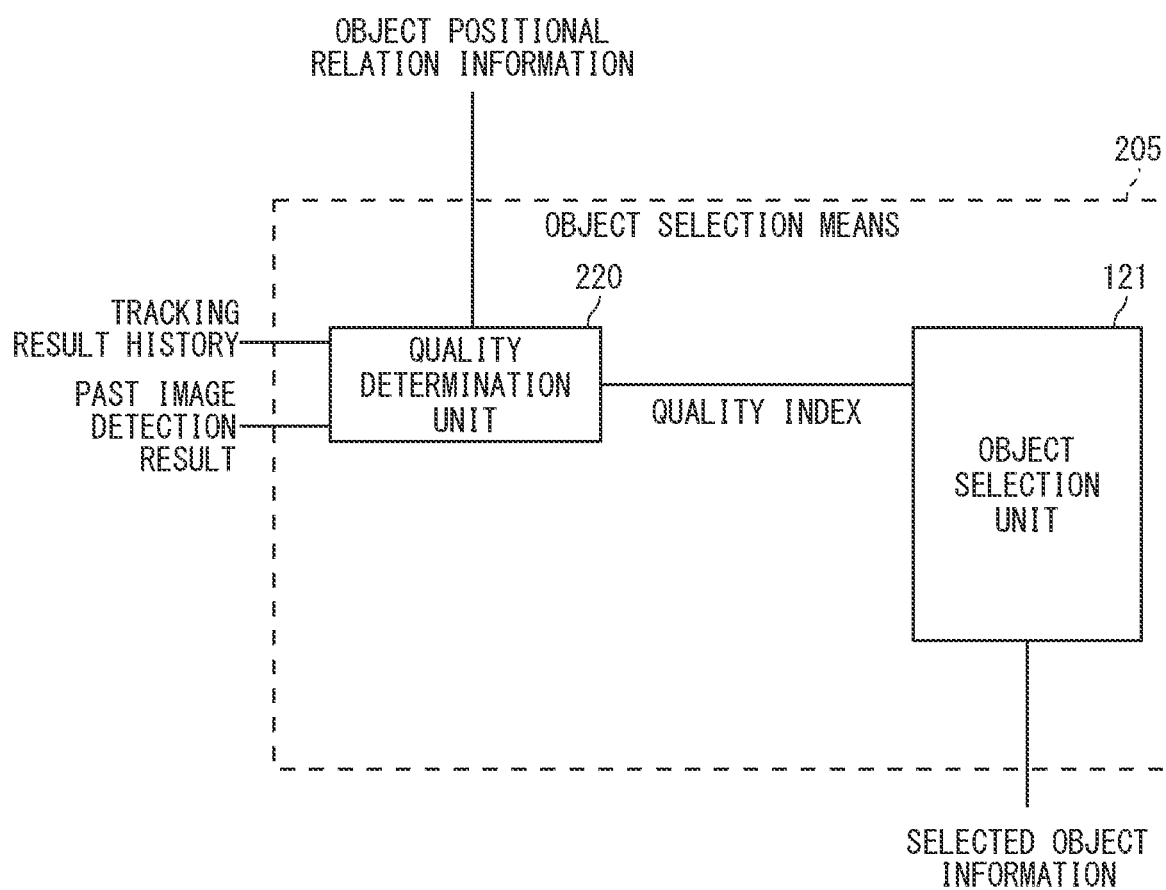 OBJECT POSITIONAL
RELATION INFORMATION
205
OBJECT SELECTION MEANS
220
121
TRACKING
RESULT HISTORY
QUALITY
DETERMINATION
UNIT
PAST IMAGE
DETECTION
RESULT
QUALITY INDEX
OBJECT
SELECTION
UNIT
SELECTED OBJECT
INFORMATION